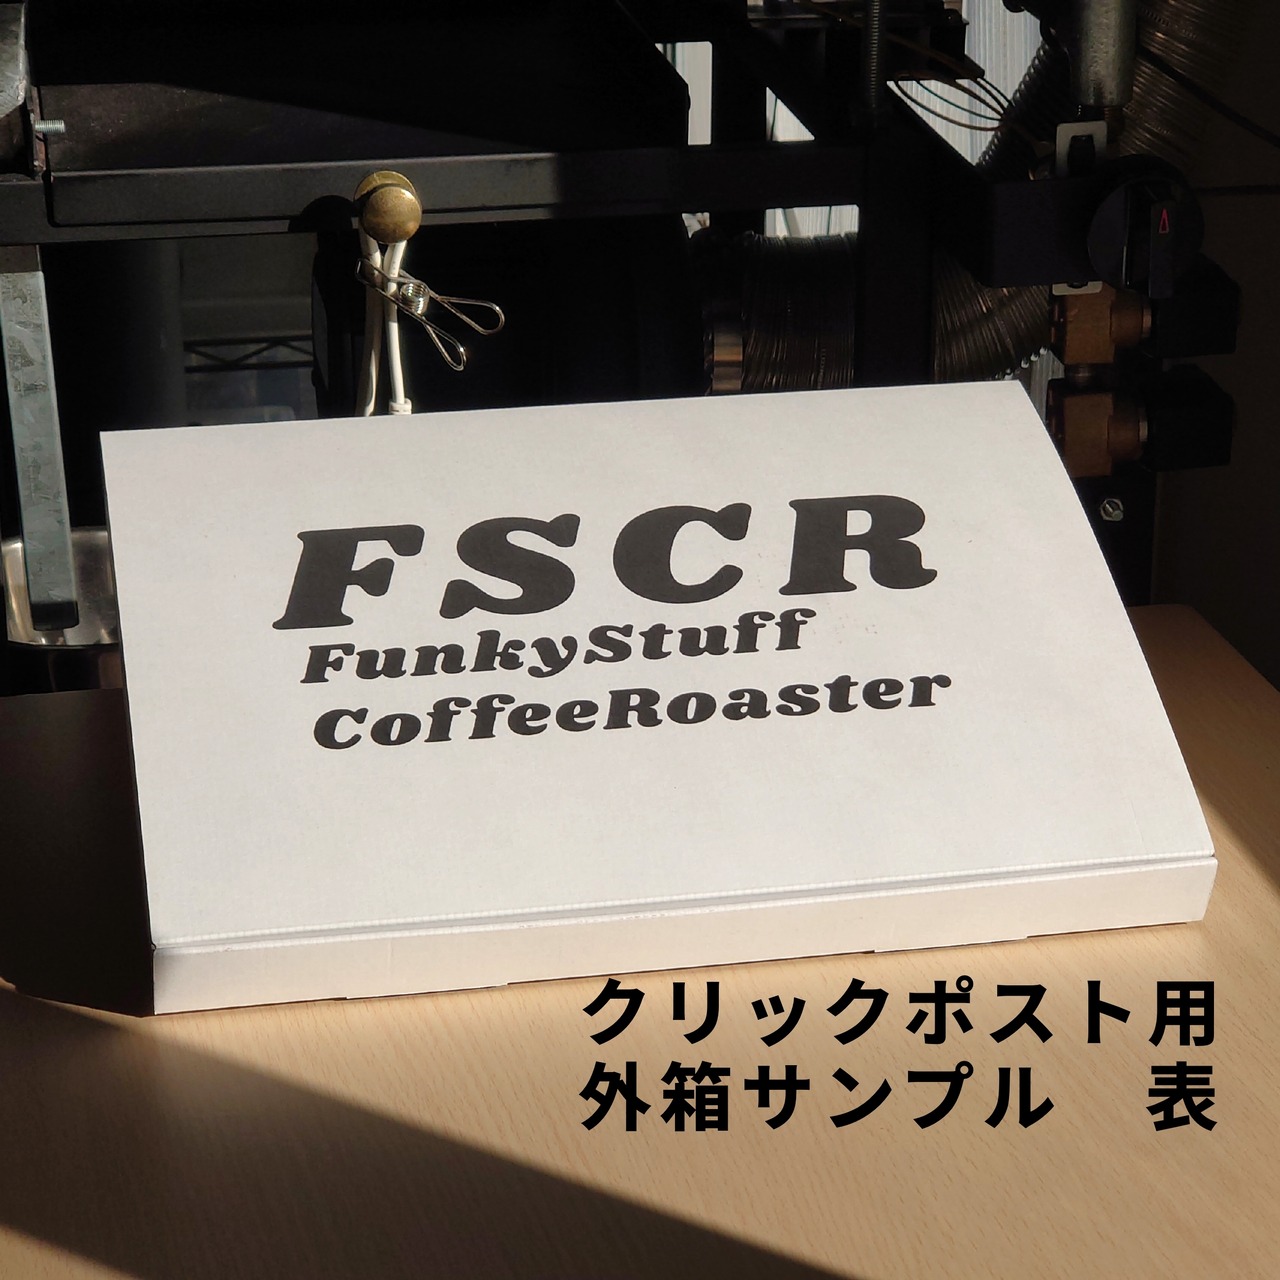 FSCR
FunkyStuff
CoffeeRoaster
クリックポスト用
外箱サンプル　表